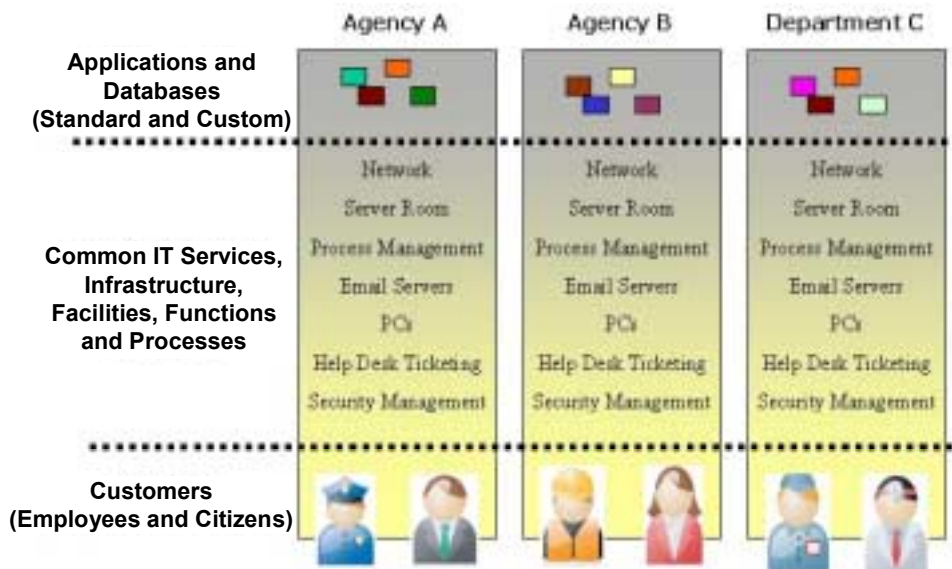 Agency A
Agency B
Department C
Applications and
Databases
(Standard and Custom)
Common IT Services,
Infrastructure,
Facilities, Functions
and Processes
Customers
(Employees and Citizens)
Network
Server Room
Process Management
Email Servers
PCs
Help Desk Ticketing
Security Management
Network
Server Room
Process Management
Email Servers
PCs
Help Desk Ticketing
Security Management
Network
Server Room
Process Management
Email Servers
PCs
Help Desk Ticketing
Security Management